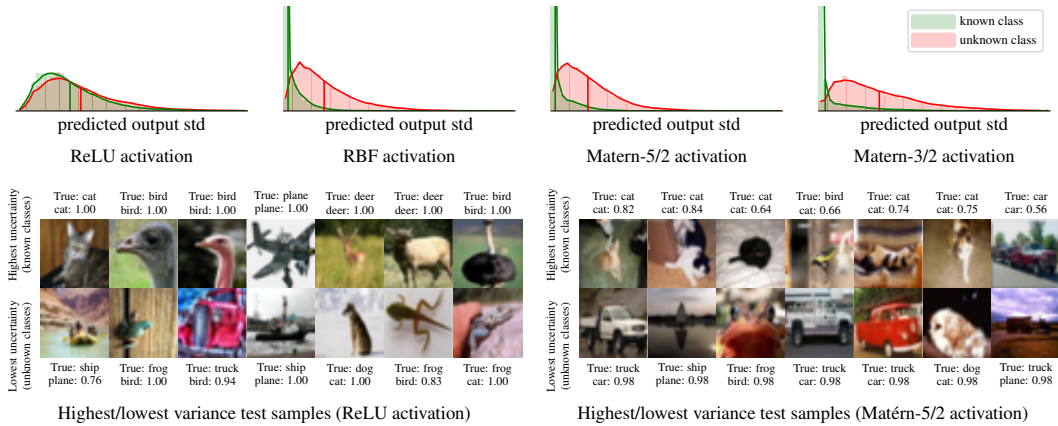 known class
unknown class
predicted output std
predicted output std
predicted output std
predicted output std
ReLU activation
RBF activation
Matern-5/2 activation
Matern-3/2 activation
Highest uncertainty
(known classes)
True: cat
cat: 1.00
True: bird
bird: 1.00
True: bird
bird: 1.00
True: plane
plane: 1.00
True: deer
deer: 1.00
True: deer
deer: 1.00
True: bird
bird: 1.00
Lowest uncertainty
(unknown classes)
True: ship
plane: 0.76
True: frog
bird: 1.00
True: truck
bird: 0.94
True: ship
plane: 1.00
True: dog
cat: 1.00
True: frog
bird: 0.83
True: frog
cat: 1.00
Highest/lowest variance test samples (ReLU activation)
Highest uncertainty
(known classes)
True: cat
cat: 0.82
True: cat
cat: 0.84
True: cat
cat: 0.64
True: bird
bird: 0.66
True: cat
cat: 0.74
True: cat
cat: 0.75
True: car
car: 0.56
Lowest uncertainty
(unknown classes)
True: truck
car: 0.98
True: ship
plane: 0.98
True: frog
bird: 0.98
True: truck
car: 0.98
True: truck
car: 0.98
True: dog
cat: 0.98
True: truck
plane: 0.98
Highest/lowest variance test samples (Matérn-5/2 activation)